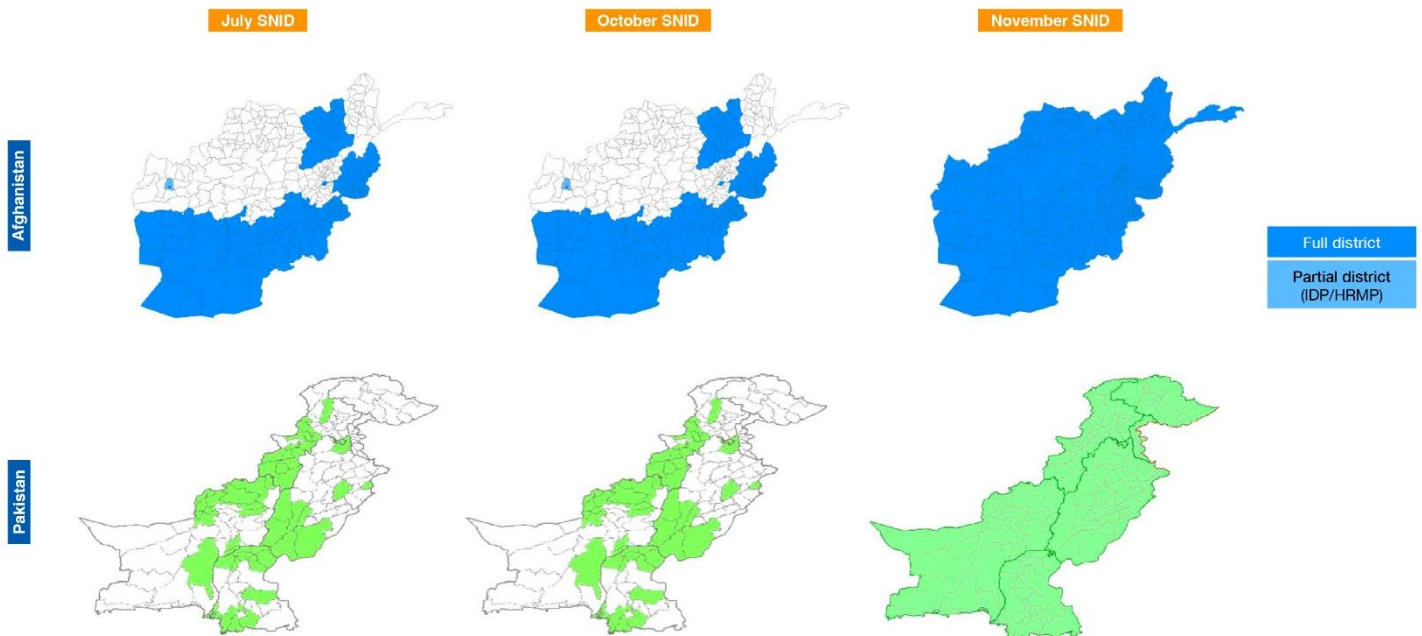 July SNID
October SNID
November SNID
Afghanistan
Full district
Partial district
(IDP/HRMP)
Pakistan